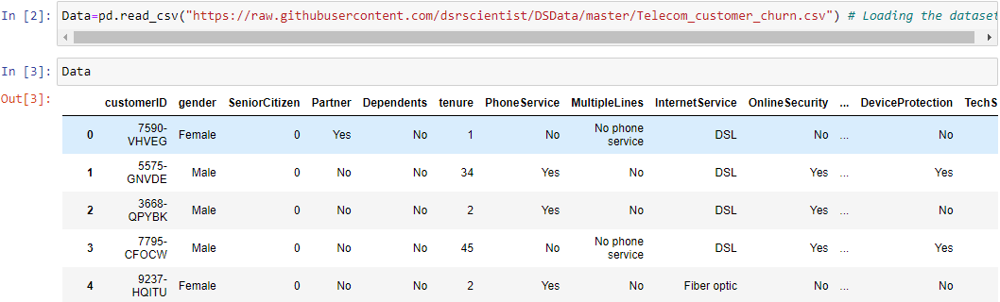 In [2]: Data=pd.read_csv("https://raw.githubusercontent.com/dsrscientist/DSData/master/Telecom_customer_churn.csv") # Loading the dataset
In [3]: Data
Out[3]:
customerID gender SeniorCitizen Partner Dependents tenure PhoneService MultipleLines InternetService OnlineSecurity ... DeviceProtection TechS
0 7590-VHVEG Female 0 Yes No 1 No No phone service DSL No ... No
1 5575-GNVDE Male 0 No No 34 Yes No DSL Yes ... Yes
2 3668-QPYBK Male 0 No No 2 Yes No DSL Yes ... No
3 7795-CFOCW Male 0 No No 45 No No phone service DSL Yes ... Yes
4 9237-HQITU Female 0 No No 2 Yes No Fiber optic No ... No